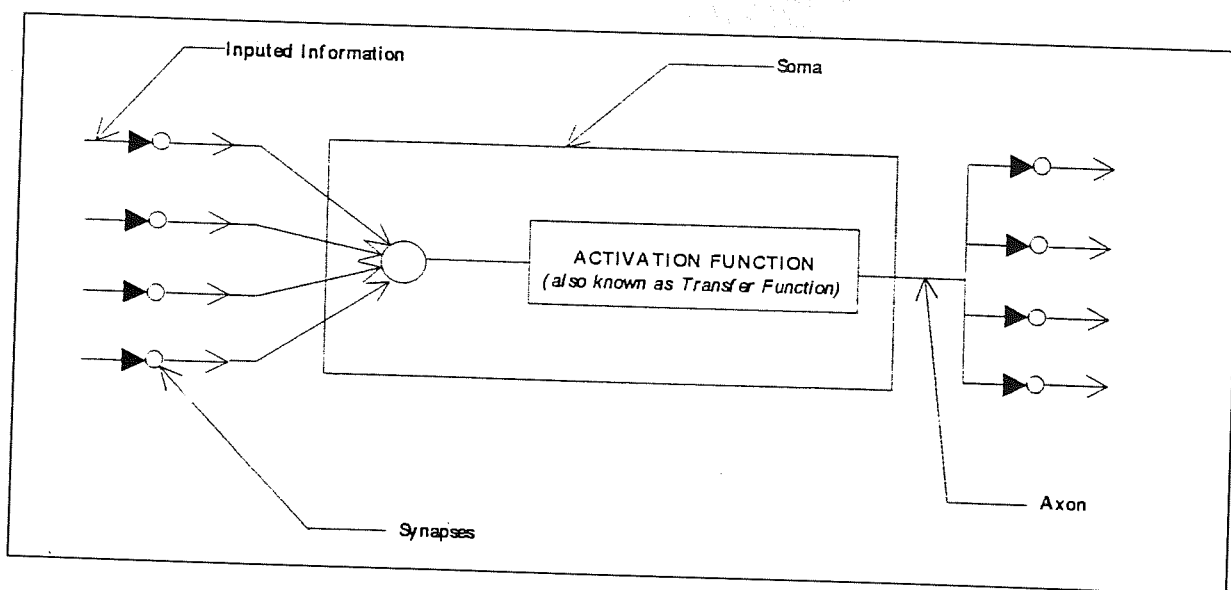 Inputed Information
Soma
ACTIVATION FUNCTION
(also known as Transfer Function)
Axon
Synapses